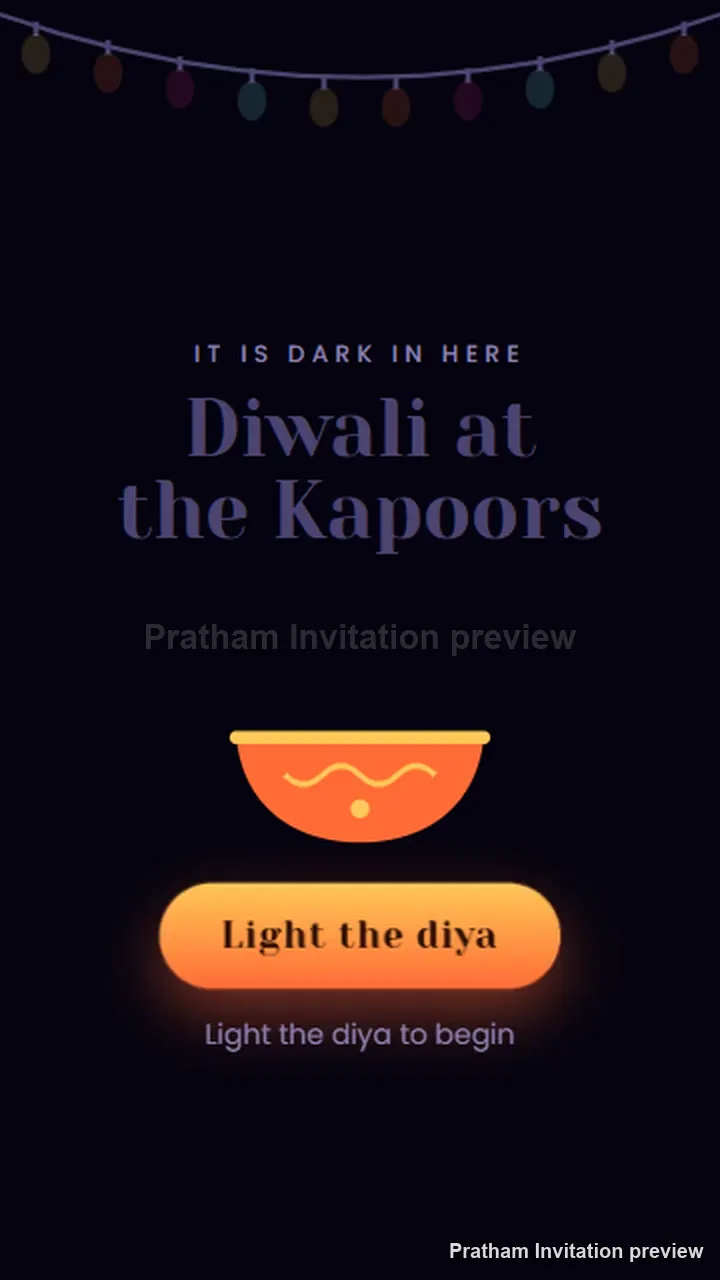 IT IS DARK IN HERE
Diwali at
the Kapoors
Pratham Invitation preview
Light the diya
Light the diya to begin
Pratham Invitation preview